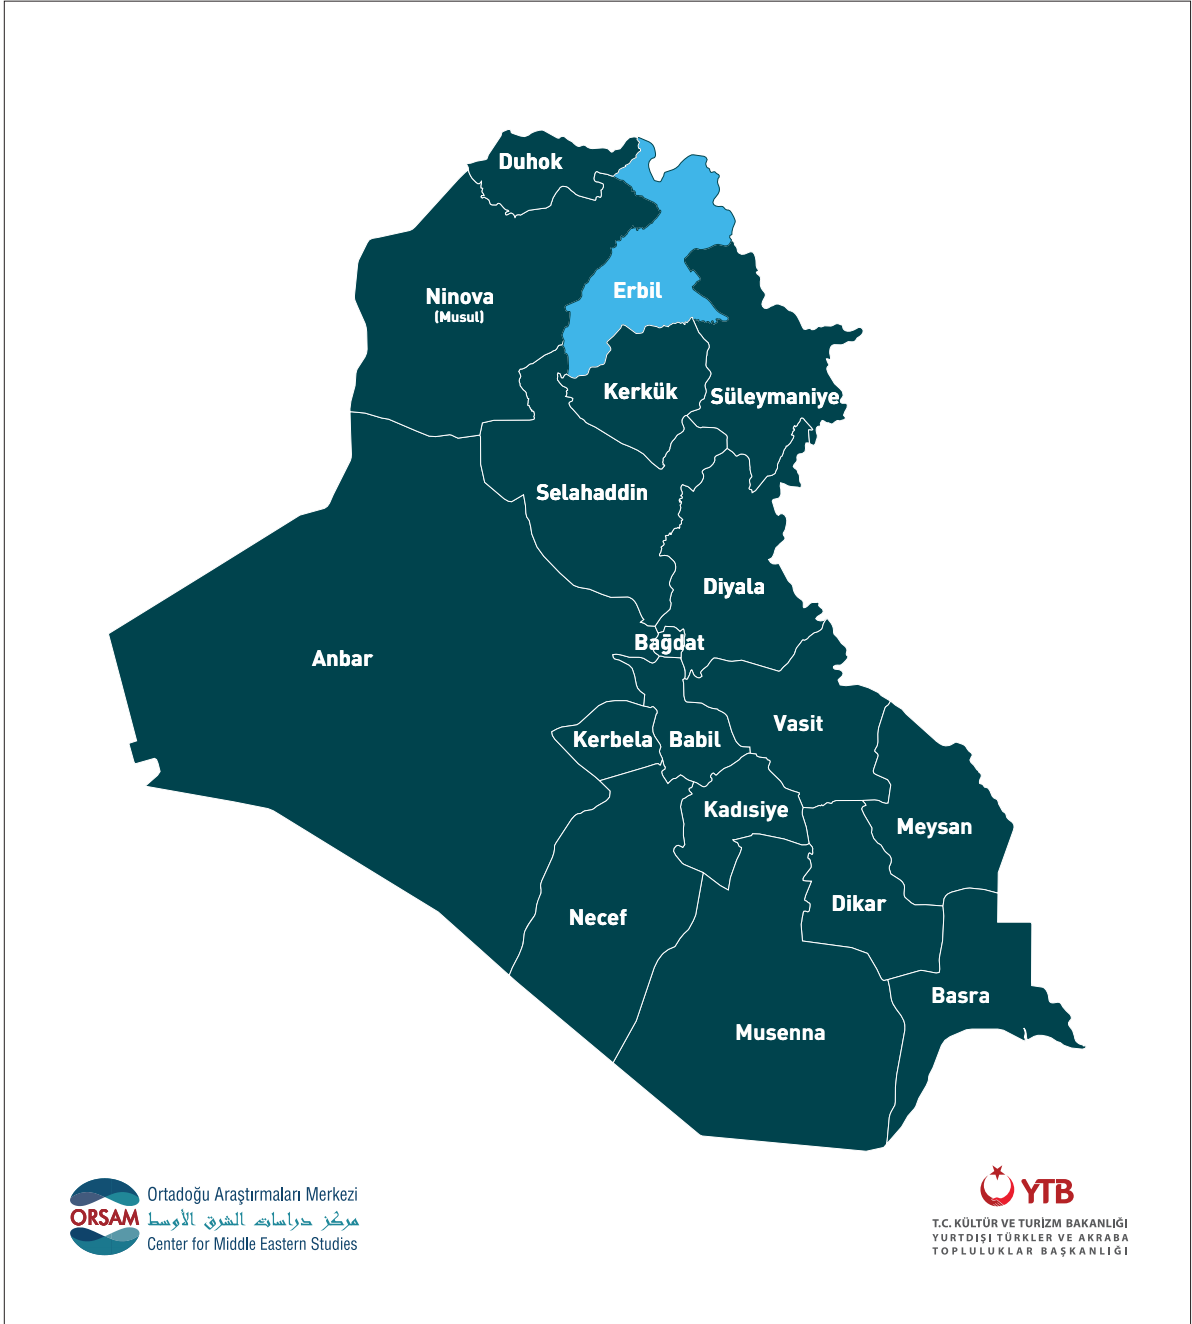 Duhok
Ninova
(Musul)
Erbil
Kerkük
Süleymaniye
Selahaddin
Diyala
Bağdat
Anbar
Vasit
Kerbela
Babil
Kadısiye
Meysan
Dikar
Necef
Basra
Musenna
ORSAM
Ortadoğu Araştırmaları Merkezi
مركز دراسات الشرق الأوسط
Center for Middle Eastern Studies
YTB
T.C. KÜLTÜR VE TURİZM BAKANLIĞI
YURTDIŞI TÜRKLER VE AKRABA
TOPLULUKLAR BAŞKANLIĞI